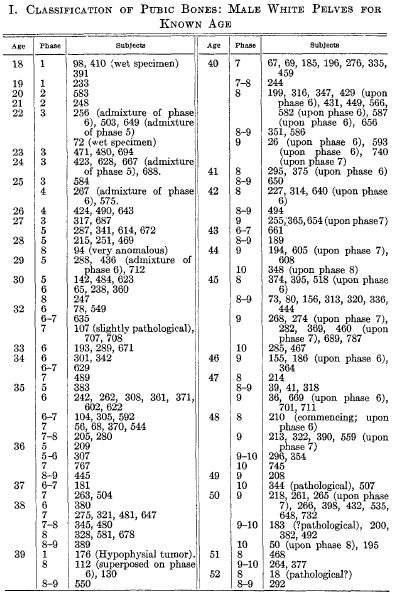 I. Classification of Pubic Bones: Male White Pelves for
Known Age
Age Phase Subjects
18 1 98, 410 (wet specimen)
391
19 1 233
20 2 583
21 2 248
22 3 256 (admixture of phase
6), 503, 649 (admixture
of phase 5)
72 (wet specimen)
23 3 471, 480, 694
24 3 423, 628, 667 (admixture
of phase 5), 688.
25 3 584
4 267 (admixture of phase
6), 575.
26 4 424, 490, 643
27 3 317, 687
5 287, 341, 614, 672
28 5 215, 251, 469
8 94 (very anomalous)
29 5 288, 436 (admixture of
phase 6), 712
30 5 142, 484, 623
6 65, 238, 360
8 247
32 6 78, 549
6-7 635
7 107 (slightly pathological),
707, 708
33 6 193, 289, 671
34 6 301, 342
6-7 629
7 489
35 5 383
6 242, 262, 308, 361, 371,
602, 622
6-7 104, 305, 592
7 56, 68, 370, 544
7-8 205, 280
36 5 209
5-6 307
7 767
8-9 445
37 6-7 181
7 263, 504
38 6 380
7 275, 321, 481, 647
7-8 345, 480
8 328, 581, 678
8-9 389
39 1 176 (Hypophysial tumor).
8 112 (superposed on phase
6), 130
8-9 550
Age Phase Subjects
40 7 67, 69, 185, 196, 276, 335,
459
7-8 244
8 199, 316, 347, 429 (upon
phase 6), 431, 449, 566,
582 (upon phase 6), 587
(upon phase 6), 656
8-9 351, 586
9 26 (upon phase 6), 593
(upon phase 6), 740
(upon phase 7)
41 8 295, 375 (upon phase 6)
8-9 650
42 8 227, 314, 640 (upon phase
6)
8-9 494
9 255, 365, 654 (upon phase 7)
43 6-7 661
8-9 189
44 9 194, 605 (upon phase 7),
608
10 348 (upon phase 8)
45 8 374, 395, 518 (upon phase
6)
8-9 73, 80, 156, 313, 320, 336,
444
9 268, 274 (upon phase 7),
282, 369, 460 (upon
phase 7), 689, 787
10 285, 467
46 9 155, 186 (upon phase 6),
364
47 8 214
8-9 39, 41, 318
9 36, 669 (upon phase 6),
701, 711
48 8 210 (commencing; upon
phase 6)
9 213, 322, 390, 559 (upon
phase 7)
9-10 296, 354
10 745
49 9 208
10 344 (pathological), 507
50 9 218, 261, 265 (upon phase
7), 266, 398, 432, 535,
648, 732
9-10 183 (?pathological), 200,
382, 492
10 50 (upon phase 8), 195
51 8 468
9-10 264, 377
52 8 18 (pathological?)
8-9 292